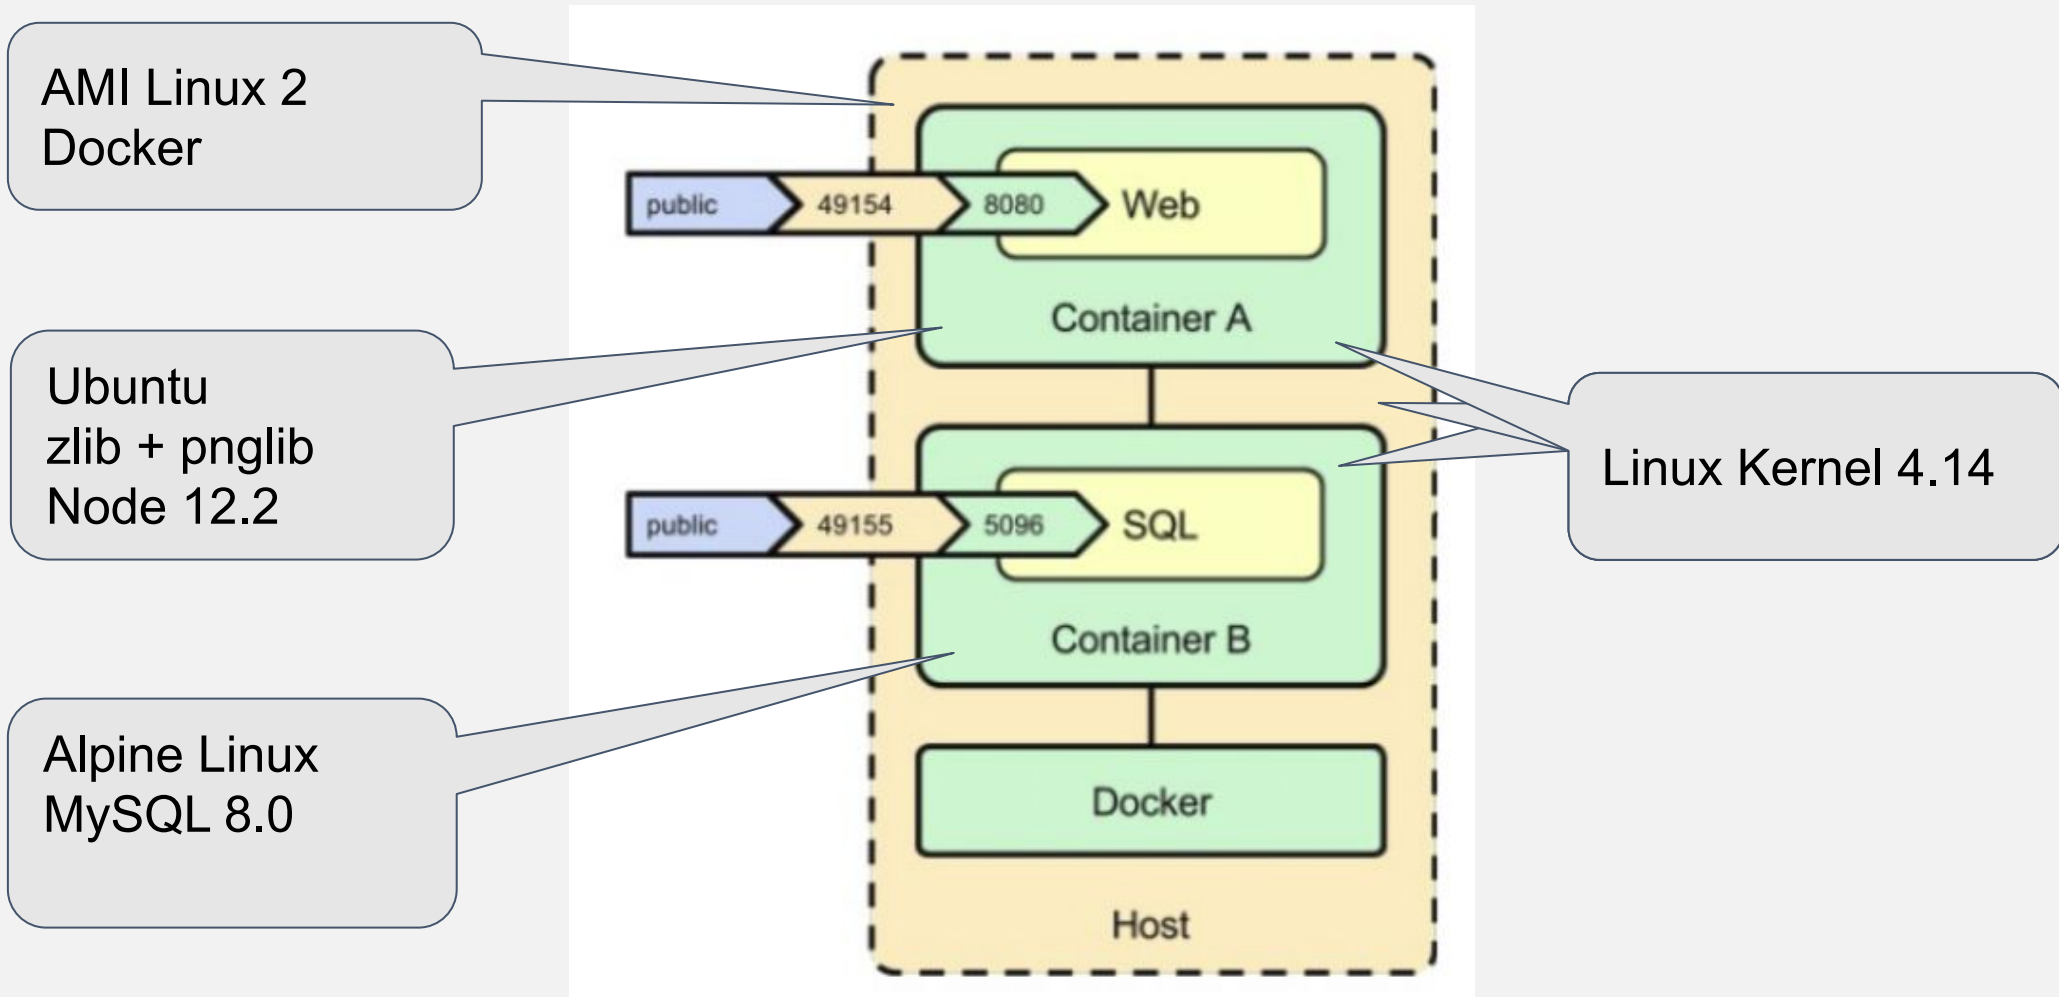 AMI Linux 2
Docker
public 49154 8080 Web
Container A
Ubuntu
zlib + pnglib
Node 12.2
Linux Kernel 4.14
public 49155 5096 SQL
Container B
Alpine Linux
MySQL 8.0
Docker
Host